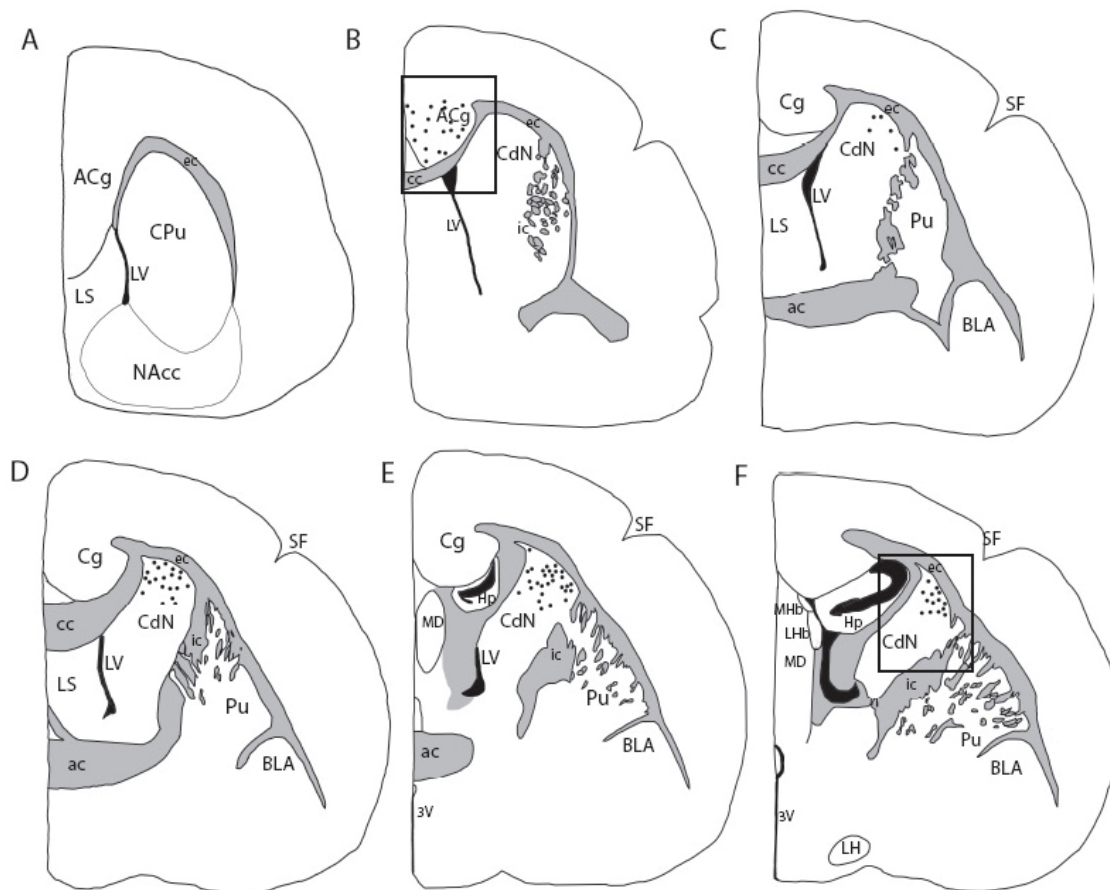 A
ec
ACg
CPu
LV
LS
NAcc
B
ACg
ec
CdN
cc
LV
ic
C
SF
Cg
ec
CdN
cc
LV
Pu
LS
ac
BLA
D
SF
Cg
ec
cc
CdN
ic
LV
LS
Pu
ac
BLA
E
SF
Cg
ec
Hp
MD
CdN
LV
ic
Pu
BLA
ac
3V
F
SF
ec
MHb
Hp
LHb
CdN
MD
ic
Pu
BLA
3V
LH